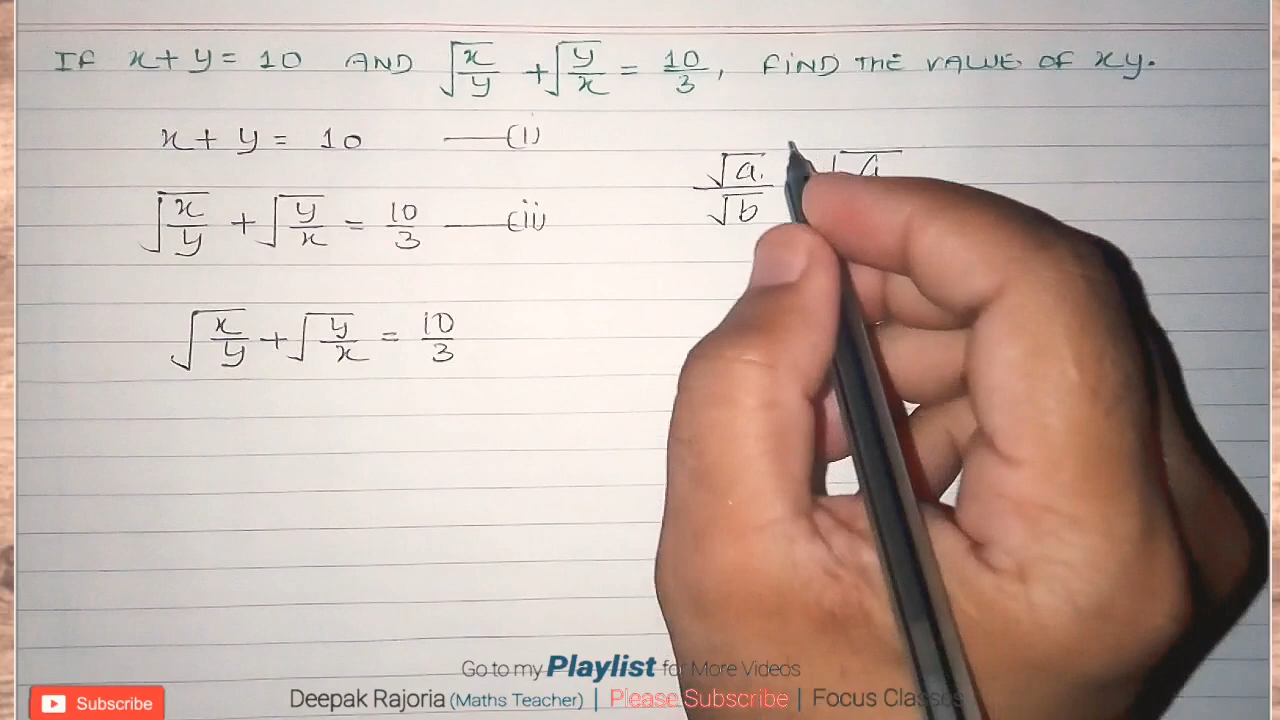 IF x + y = 10 AND √(x/y) + √(y/x) = 10/3, FIND THE VALUE OF xy.
x + y = 10 —(i)
√(x/y) + √(y/x) = 10/3 —(ii)
√a/√b √a
√(x/y) + √(y/x) = 10/3
Go to my Playlist for More Videos
Subscribe
Deepak Rajoria (Maths Teacher) | Please Subscribe | Focus Classes